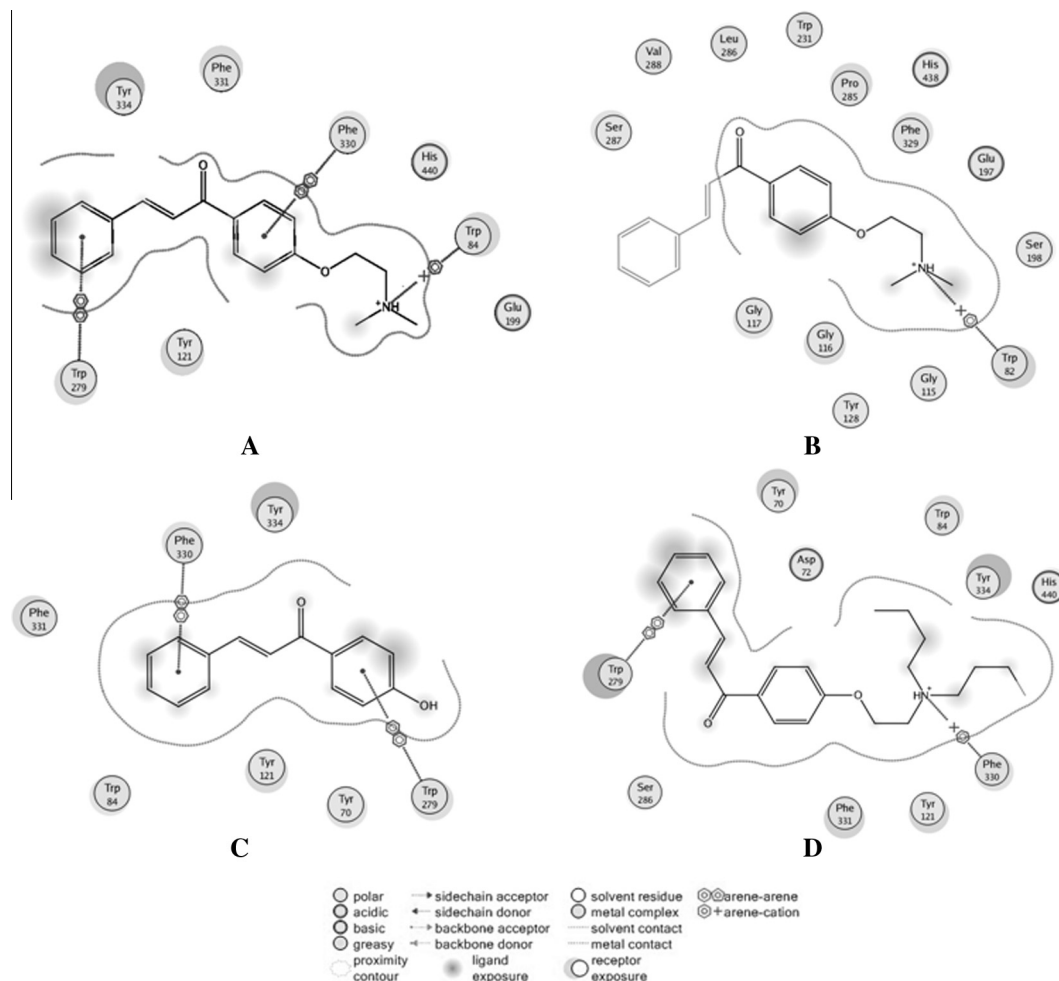 Phe
331
Tyr
334
Phe
330
His
440
O
Trp
84
O
+NH
Glu
199
Tyr
121
Trp
279
A
Trp
231
Leu
286
Val
288
His
438
Pro
285
Ser
287
Phe
329
O
Glu
197
O
Ser
198
+NH
Gly
117
Gly
116
Trp
82
Gly
115
Tyr
128
B
Tyr
334
Phe
330
Phe
331
O
OH
Tyr
121
Trp
84
Tyr
70
Trp
279
C
Tyr
70
Trp
84
Asp
72
Tyr
334
His
440
Trp
279
HN+
O
O
Phe
330
Ser
286
Phe
331
Tyr
121
D
polar
acidic
basic
greasy
proximity
contour
sidechain acceptor
sidechain donor
backbone acceptor
backbone donor
ligand
exposure
solvent residue
metal complex
solvent contact
metal contact
receptor
exposure
arene-arene
arene-cation